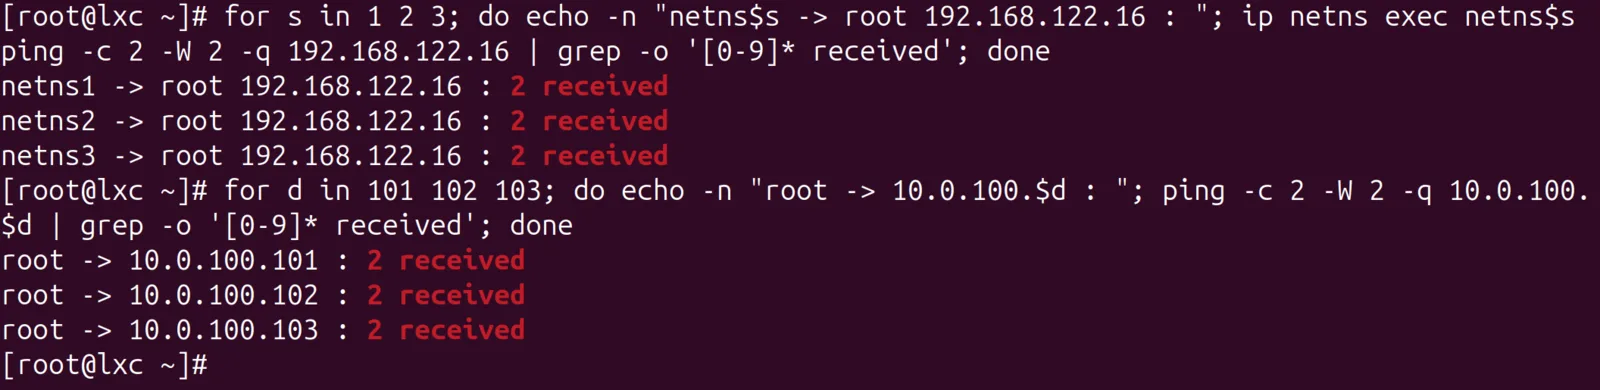 [root@lxc ~]# for s in 1 2 3; do echo -n "netns$s -> root 192.168.122.16 : "; ip netns exec netns$s
ping -c 2 -W 2 -q 192.168.122.16 | grep -o '[0-9]* received'; done
netns1 -> root 192.168.122.16 : 2 received
netns2 -> root 192.168.122.16 : 2 received
netns3 -> root 192.168.122.16 : 2 received
[root@lxc ~]# for d in 101 102 103; do echo -n "root -> 10.0.100.$d : "; ping -c 2 -W 2 -q 10.0.100.
$d | grep -o '[0-9]* received'; done
root -> 10.0.100.101 : 2 received
root -> 10.0.100.102 : 2 received
root -> 10.0.100.103 : 2 received
[root@lxc ~]#